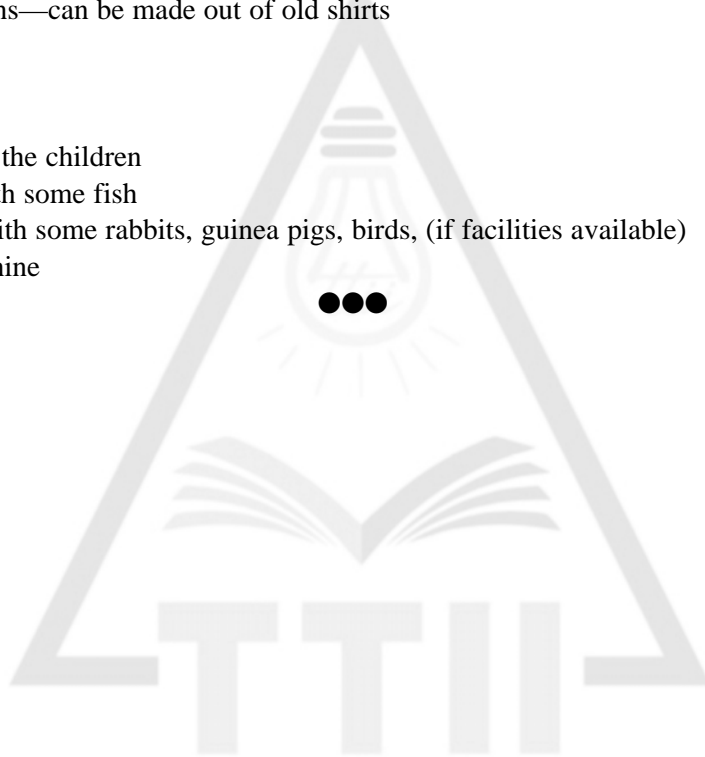 ns—can be made out of old shirts
the children
th some fish
ith some rabbits, guinea pigs, birds, (if facilities available)
hine
●●●
TTII